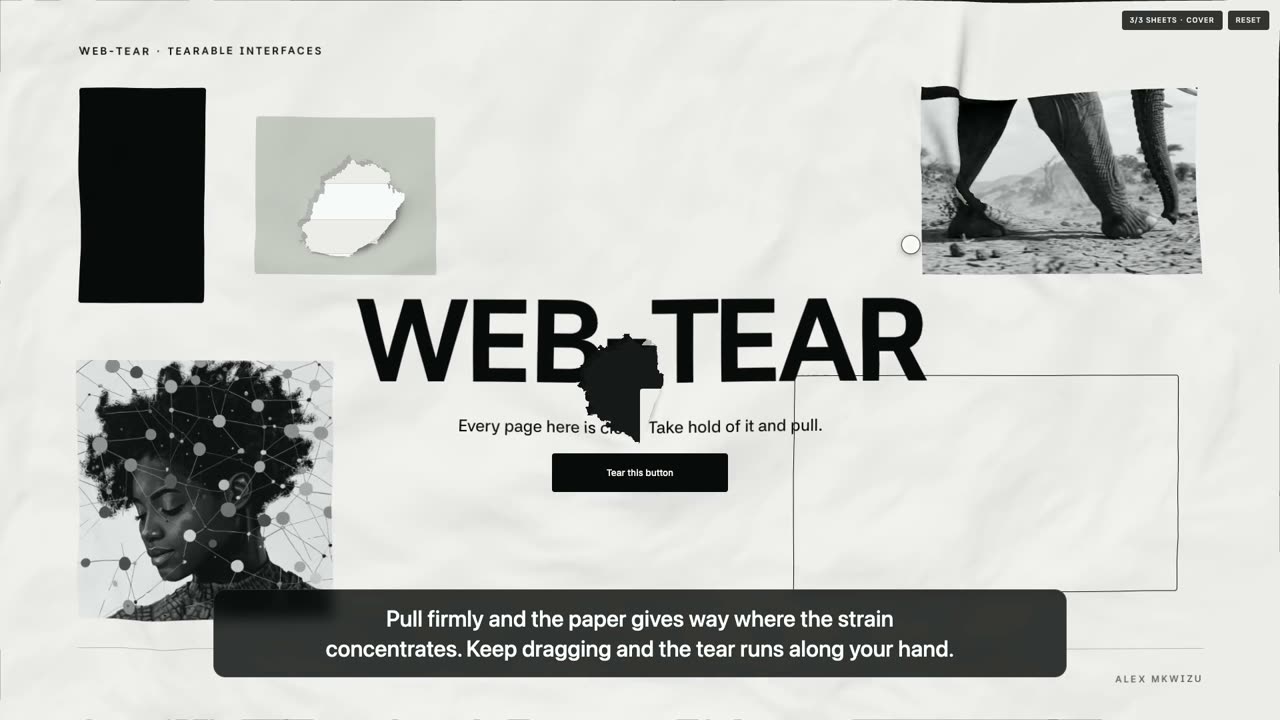 3/3 SHEETS · COVER
RESET
WEB-TEAR · TEARABLE INTERFACES
WEB-TEAR
Every page here is Take hold of it and pull.
Tear this button
Pull firmly and the paper gives way where the strain
concentrates. Keep dragging and the tear runs along your hand.
ALEX MKWIZU